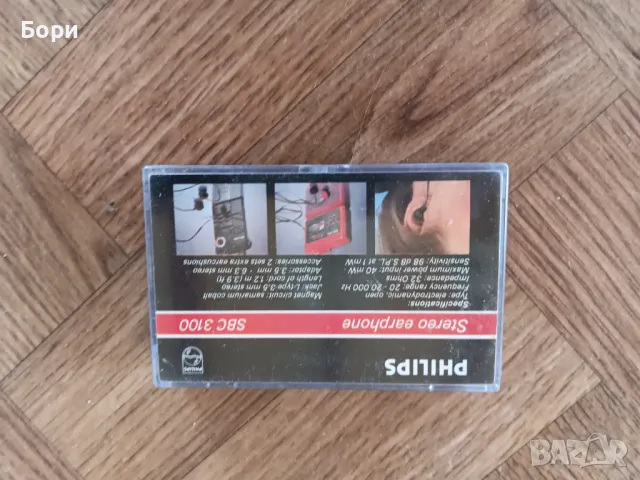 Бори
PHILIPS
PHILIPS
Stereo earphone SBC 3100
Specifications:
Type: electrodynamic, open
Frequency range: 20 - 20.000 Hz
Impedance: 32 Ohms
Maximum power input: 40 mW
Sensitivity: 98 dB S.P.L. at 1 mW
Magnet circuit: samarium cobalt
Jack: L-type 3.5 mm stereo
Length of cord: 1.2 m (3.9 ft)
Adaptor: 3.5 mm - 6.3 mm stereo
Accessories: 2 sets extra earcushions
BAZAR
bg